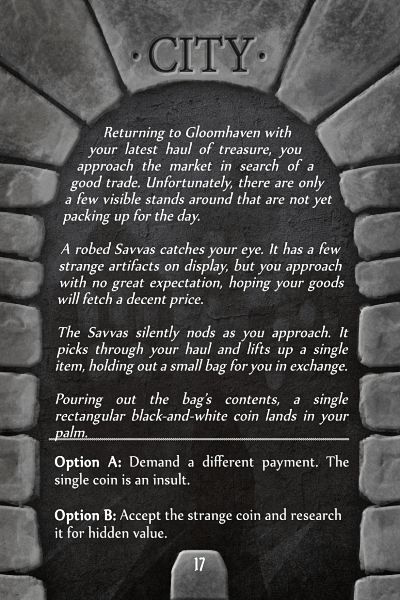 · CITY ·
Returning to Gloomhaven with
your latest haul of treasure, you
approach the market in search of a
good trade. Unfortunately, there are only
a few visible stands around that are not yet
packing up for the day.
A robed Savvas catches your eye. It has a few
strange artifacts on display, but you approach
with no great expectation, hoping your goods
will fetch a decent price.
The Savvas silently nods as you approach. It
picks through your haul and lifts up a single
item, holding out a small bag for you in exchange.
Pouring out the bag's contents, a single
rectangular black-and-white coin lands in your
palm.
Option A: Demand a different payment. The
single coin is an insult.
Option B: Accept the strange coin and research
it for hidden value.
17